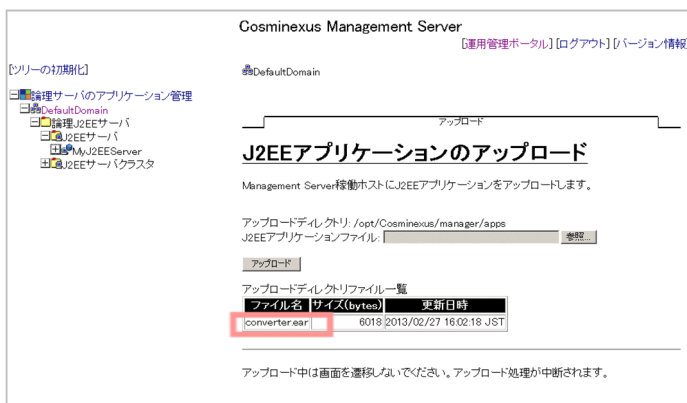 Cosminexus Management Server
[運用管理ポータル] [ログアウト] [バージョン情報]
[ツリーの初期化]
論理サーバのアプリケーション管理
DefaultDomain
論理J2EEサーバ
J2EEサーバ
MyJ2EEServer
J2EEサーバクラスタ
DefaultDomain
アップロード
J2EEアプリケーションのアップロード
Management Server稼働ホストにJ2EEアプリケーションをアップロードします。
アップロードディレクトリ: /opt/Cosminexus/manager/apps
J2EEアプリケーションファイル: 参照...
アップロード
アップロードディレクトリファイル一覧
ファイル名 サイズ(bytes) 更新日時
converter.ear 6018 2013/02/27 16:02:18 JST
アップロード中は画面を遷移しないでください。アップロード処理が中断されます。